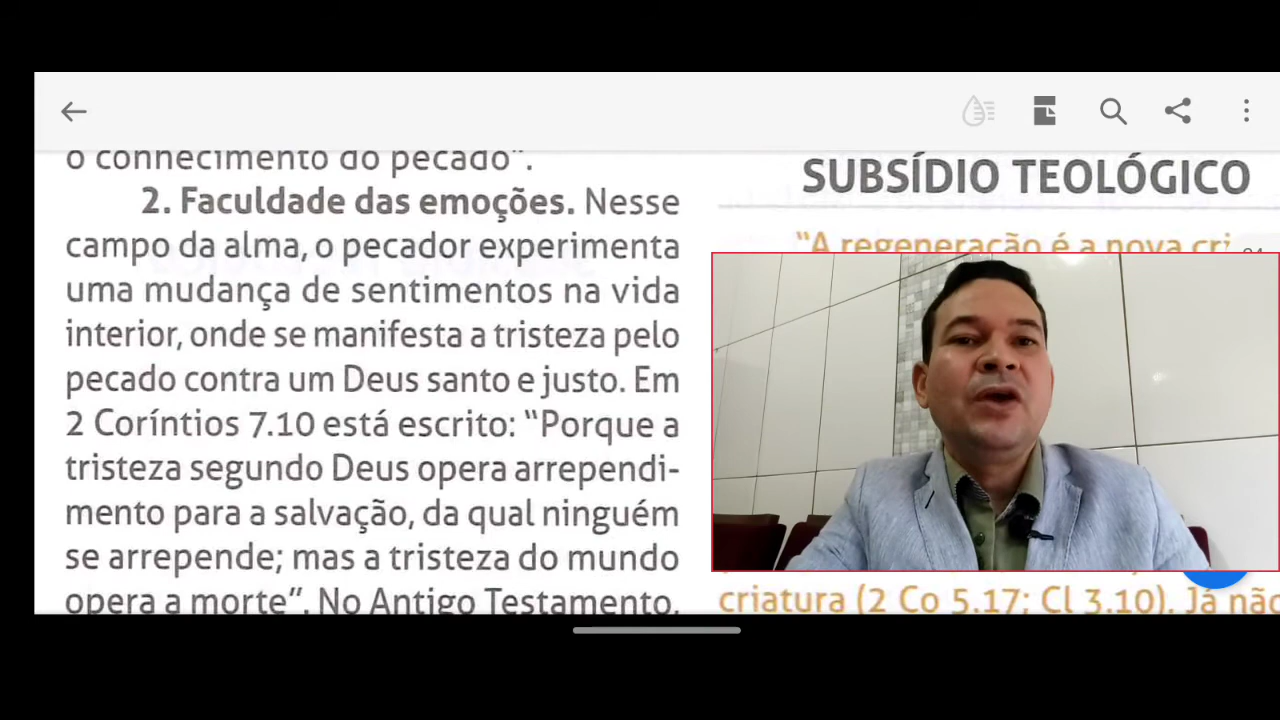 o conhecimento do pecado”.
2. Faculdade das emoções. Nesse
campo da alma, o pecador experimenta
uma mudança de sentimentos na vida
interior, onde se manifesta a tristeza pelo
pecado contra um Deus santo e justo. Em
2 Coríntios 7.10 está escrito: “Porque a
tristeza segundo Deus opera arrependi-
mento para a salvação, da qual ninguém
se arrepende; mas a tristeza do mundo
opera a morte”. No Antigo Testamento,
SUBSÍDIO TEOLÓGICO
“A regeneração é a nova cri
criatura (2 Co 5.17; Cl 3.10). Já não